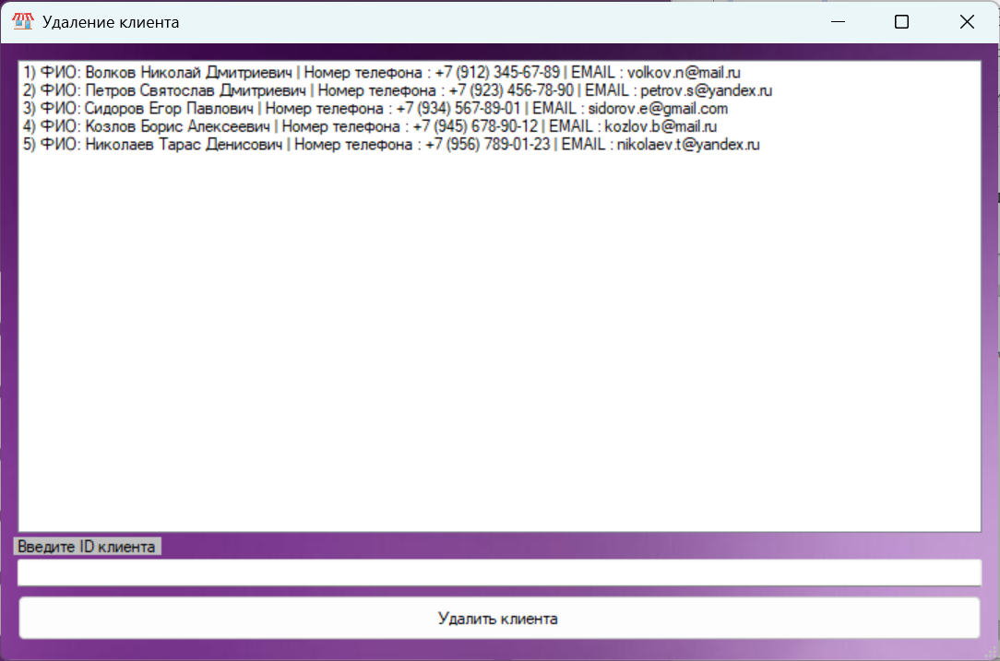 Удаление клиента
1) ФИО: Волков Николай Дмитриевич | Номер телефона : +7 (912) 345-67-89 | EMAIL : volkov.n@mail.ru
2) ФИО: Петров Святослав Дмитриевич | Номер телефона : +7 (923) 456-78-90 | EMAIL : petrov.s@yandex.ru
3) ФИО: Сидоров Егор Павлович | Номер телефона : +7 (934) 567-89-01 | EMAIL : sidorov.e@gmail.com
4) ФИО: Козлов Борис Алексеевич | Номер телефона : +7 (945) 678-90-12 | EMAIL : kozlov.b@mail.ru
5) ФИО: Николаев Тарас Денисович | Номер телефона : +7 (956) 789-01-23 | EMAIL : nikolaev.t@yandex.ru
Введите ID клиента
Удалить клиента